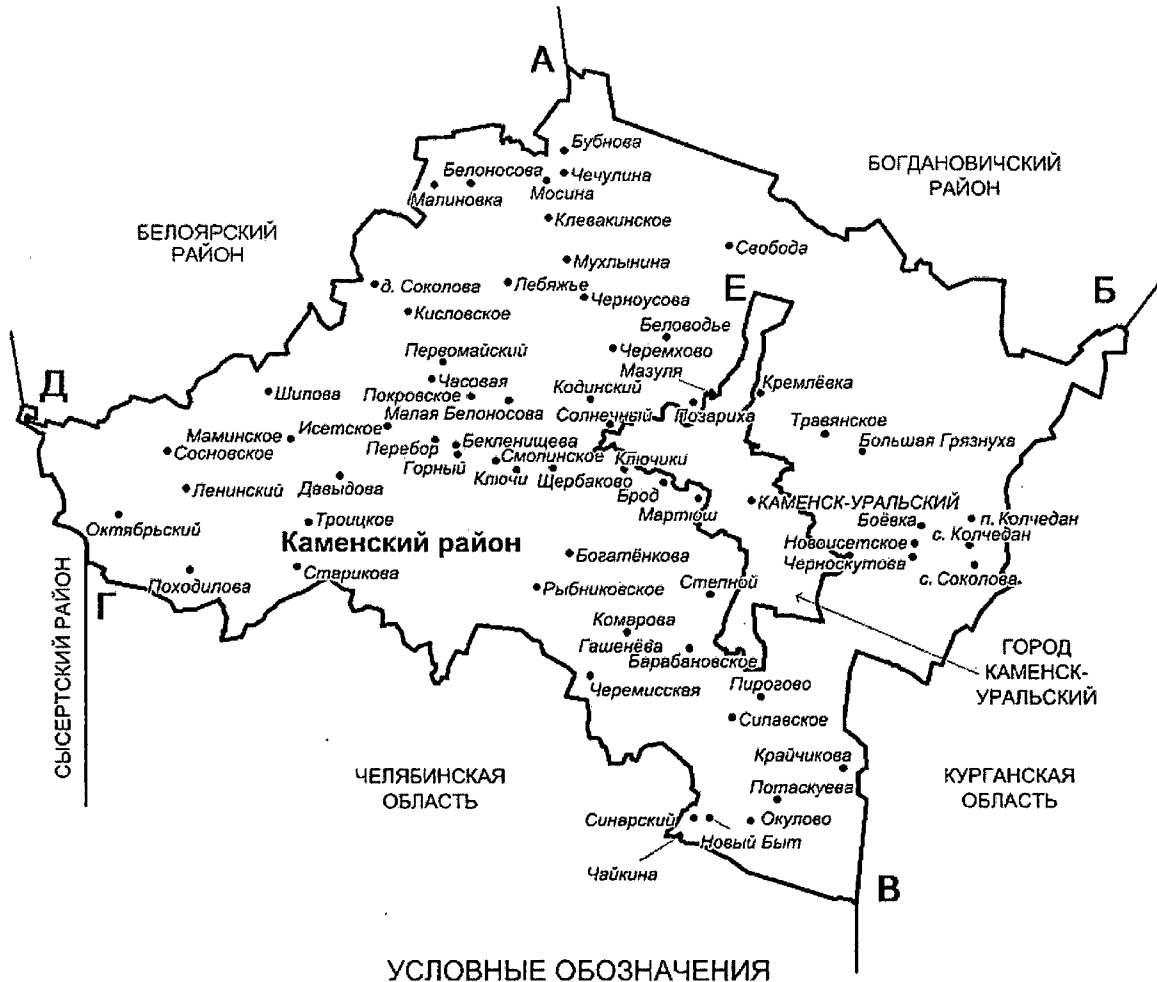 А
Бубнова
Чечулина
Мосина
Белоносова
Малиновка
БОГДАНОВИЧСКИЙ
РАЙОН
Клевакинское
БЕЛОЯРСКИЙ
РАЙОН
Свобода
Мухлынина
д. Соколова
Лебяжье
Черноусова
Е
Б
Кисловское
Беловодье
Первомайский
Черемхово
Мазуля
Д
Шипова
Часовая
Кодинский
Кремлёвка
Покровское
Малая Белоносова
Солнечный
Позариха
Травянское
Исетское
Маминское
Сосновское
Перебор
Бекленищева
Большая Грязнуха
Горный
Смолинское
Ключики
Ключи
Щербаково
Ленинский
Давыдова
Брод
Мартюш
КАМЕНСК-УРАЛЬСКИЙ
Октябрьский
Троицкое
Боёвка
п. Колчедан
Каменский район
Новоисетское
с. Колчедан
Богатёнкова
Черноскутова
Старикова
с. Соколова
Походилова
Г
Рыбниковское
Степной
Комарова
Гашенёва
Барабановское
ГОРОД
КАМЕНСК-
УРАЛЬСКИЙ
СЫСЕРТСКИЙ РАЙОН
Черемисская
Пирогово
Сипавское
Крайчикова
ЧЕЛЯБИНСКАЯ
ОБЛАСТЬ
КУРГАНСКАЯ
ОБЛАСТЬ
Потаскуева
Синарский
Окулово
Новый Быт
Чайкина
В
УСЛОВНЫЕ ОБОЗНАЧЕНИЯ